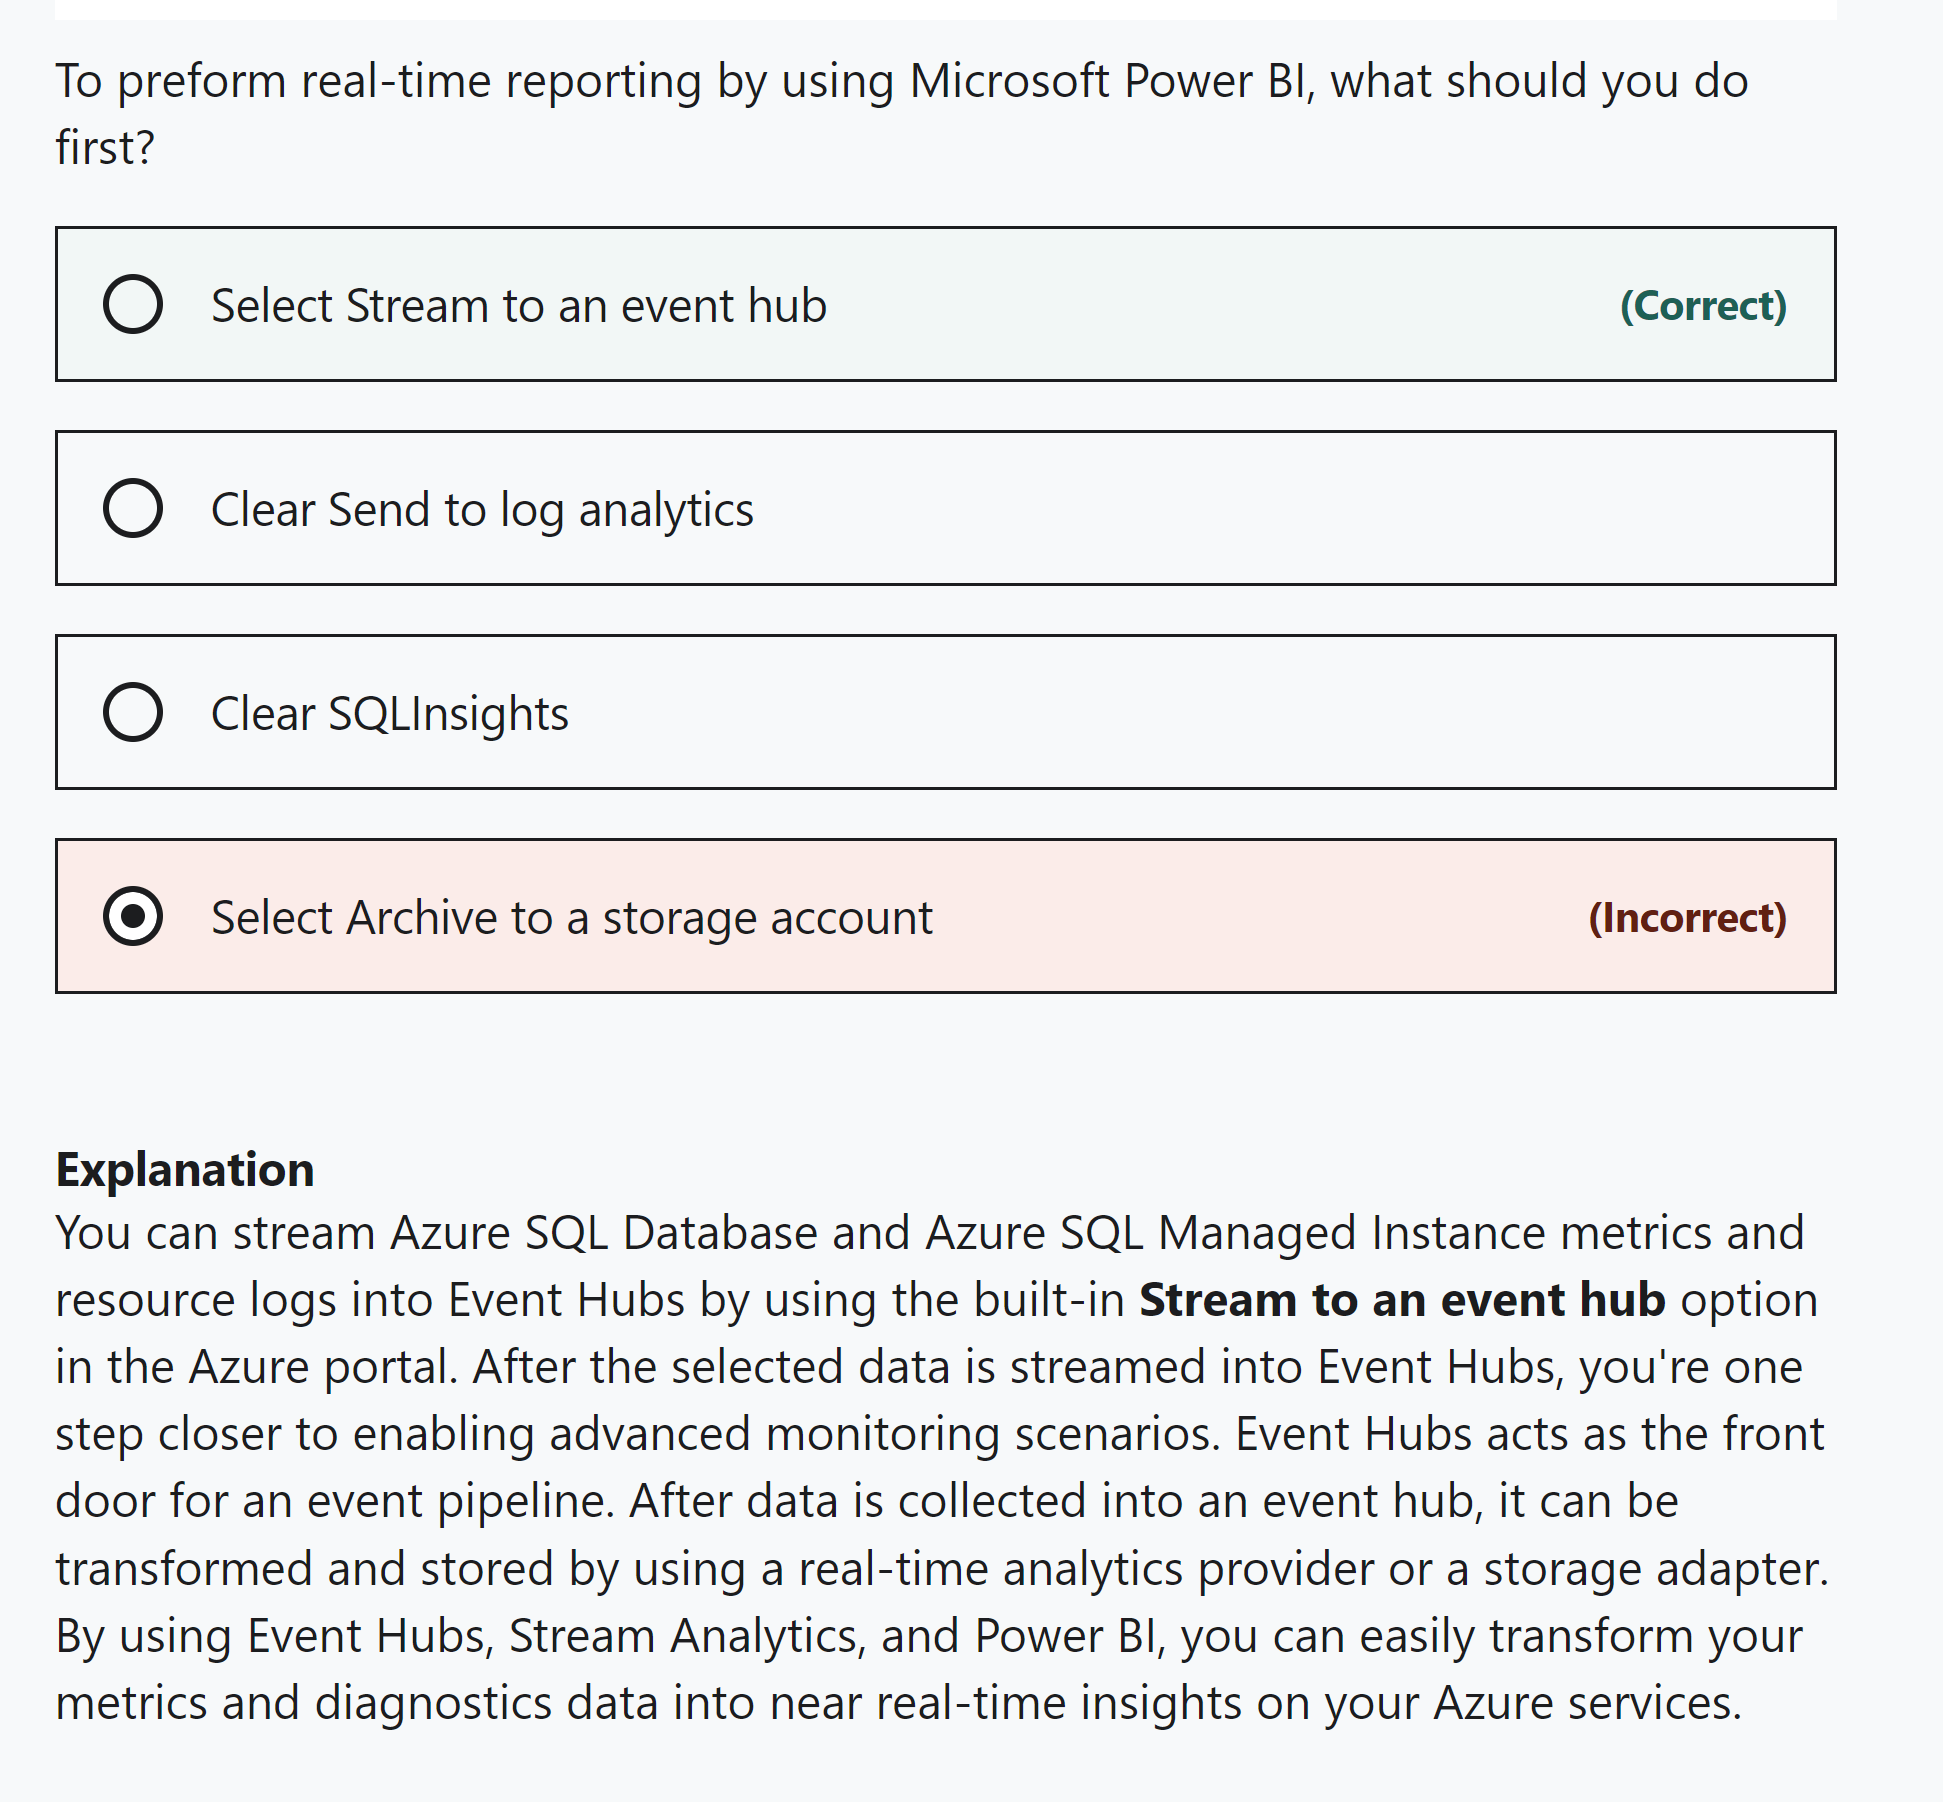 To preform real-time reporting by using Microsoft Power BI, what should you do
first?
Select Stream to an event hub (Correct)
Clear Send to log analytics
Clear SQLInsights
Select Archive to a storage account (Incorrect)
Explanation
You can stream Azure SQL Database and Azure SQL Managed Instance metrics and
resource logs into Event Hubs by using the built-in Stream to an event hub option
in the Azure portal. After the selected data is streamed into Event Hubs, you're one
step closer to enabling advanced monitoring scenarios. Event Hubs acts as the front
door for an event pipeline. After data is collected into an event hub, it can be
transformed and stored by using a real-time analytics provider or a storage adapter.
By using Event Hubs, Stream Analytics, and Power BI, you can easily transform your
metrics and diagnostics data into near real-time insights on your Azure services.